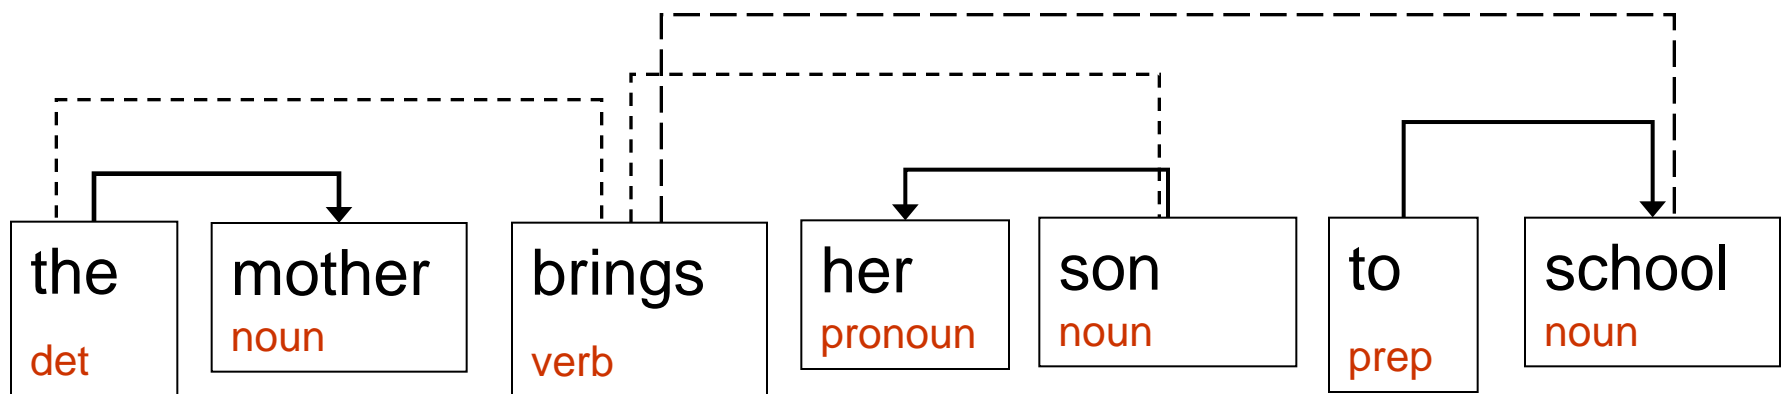 the mother brings her son to school
det noun verb pronoun noun prep noun